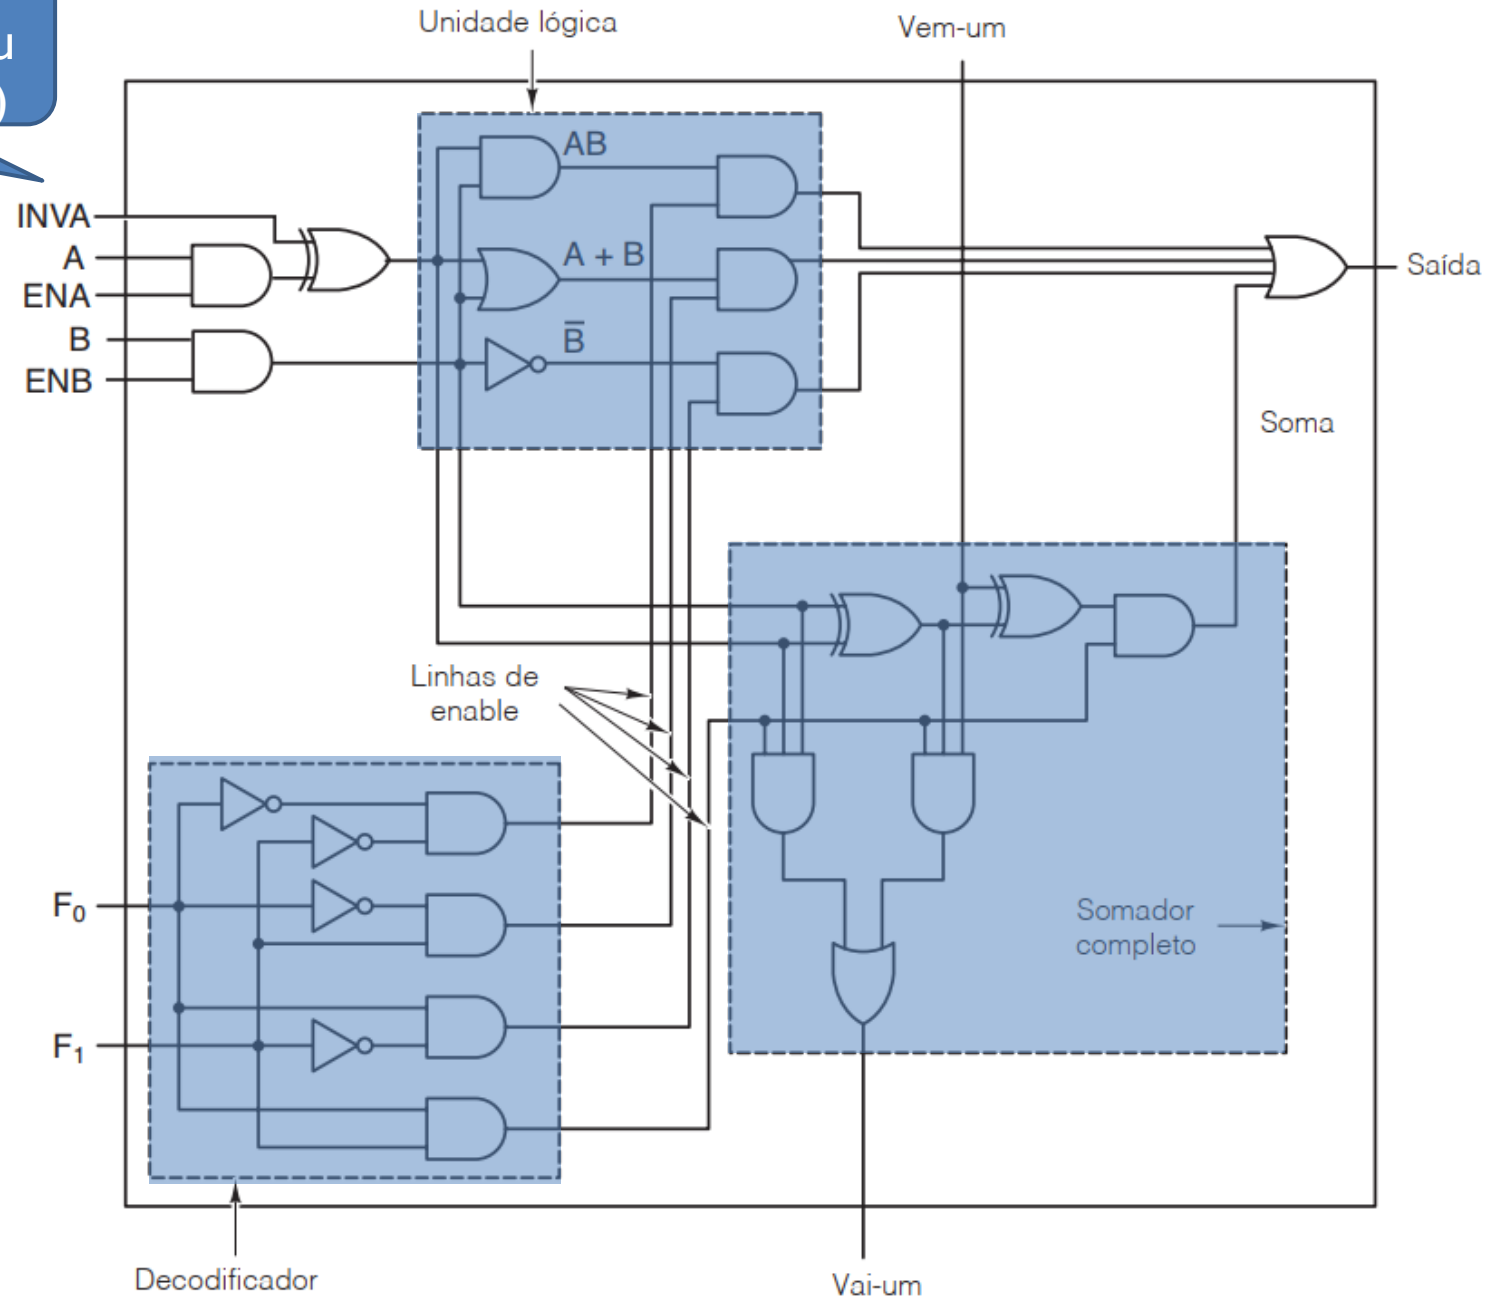 u
)
Unidade lógica
Vem-um
INVA
A
ENA
B
ENB
AB
A + B
B̅
Saída
Soma
Linhas de
enable
F₀
F₁
Somador
completo
Decodificador
Vai-um